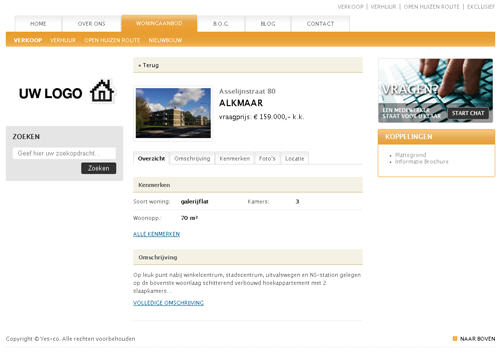 VERKOOP | VERHUUR | OPEN HUIZEN ROUTE | EXCLUSIEF
HOME
OVER ONS
WONINGAANBOD
B.O.G.
BLOG
CONTACT
VERKOOP VERHUUR OPEN HUIZEN ROUTE NIEUWBOUW
UW LOGO
ZOEKEN
Geef hier uw zoekopdracht...
Zoeken
« Terug
Asselijnstraat 80
ALKMAAR
vraagprijs: € 159.000,- k.k.
Overzicht
Omschrijving
Kenmerken
Foto's
Locatie
Kenmerken
Soort woning: galerijflat Kamers: 3
Woonopp.: 70 m²
ALLE KENMERKEN
Omschrijving
Op leuk punt nabij winkelcentrum, stadscentrum, uitvalswegen en NS-station gelegen
op de bovenste woonlaag schitterend verbouwd hoekappartement met 2
slaapkamers...
VOLLEDIGE OMSCHRIJVING
VRAGEN?
EEN MEDEWERKER
STAAT VOOR U KLAAR
START CHAT
KOPPELINGEN
Plattegrond
Informatie Brochure
Copyright © Yes-co. Alle rechten voorbehouden
NAAR BOVEN